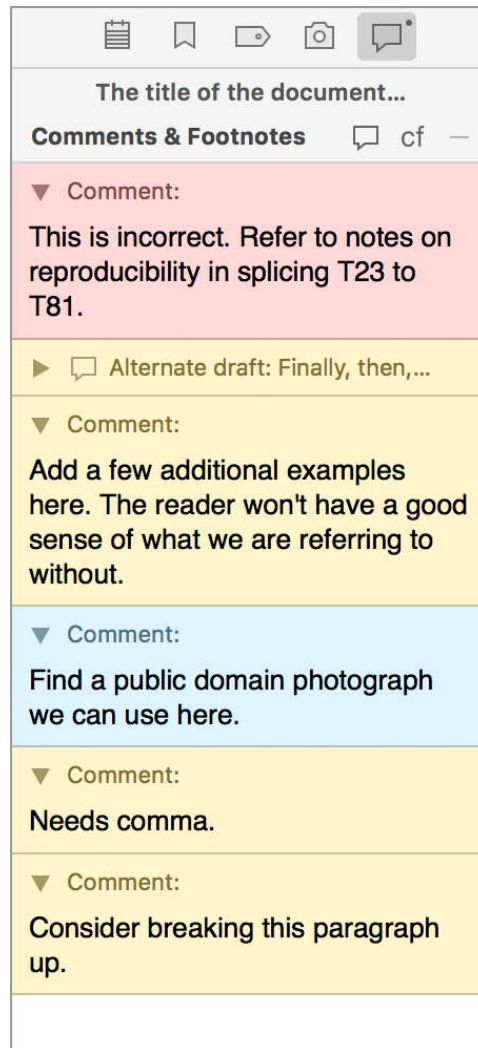 The title of the document...
Comments & Footnotes cf
Comment:
This is incorrect. Refer to notes on
reproducibility in splicing T23 to
T81.
Alternate draft: Finally, then,...
Comment:
Add a few additional examples
here. The reader won't have a good
sense of what we are referring to
without.
Comment:
Find a public domain photograph
we can use here.
Comment:
Needs comma.
Comment:
Consider breaking this paragraph
up.